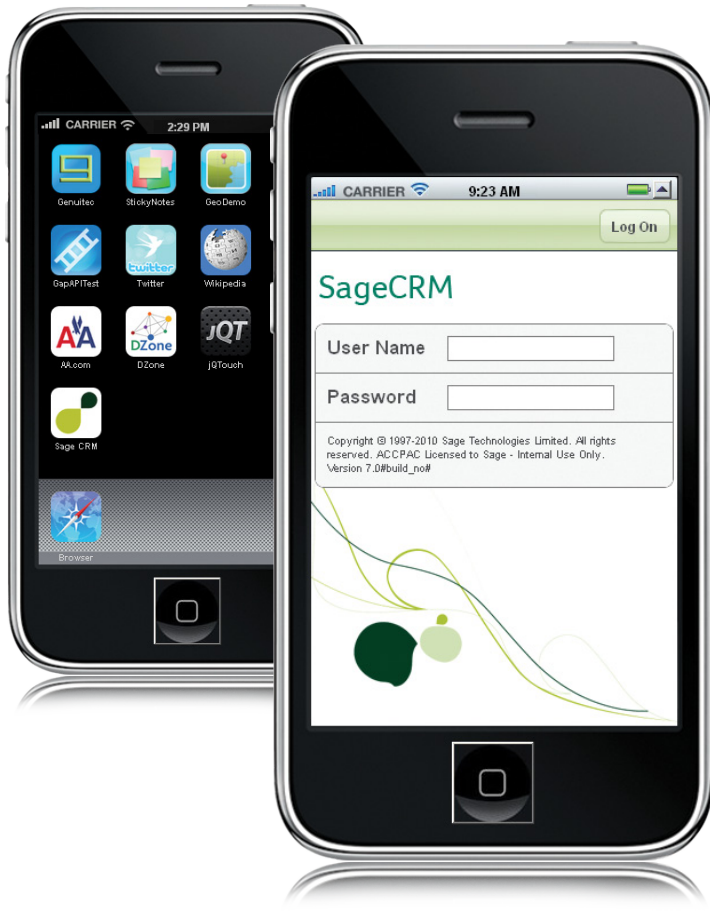 CARRIER 2:29 PM
Genuitec StickyNotes GeoDemo
GapAPITest Twitter Wikipedia
twitter
AA.com DZone jQTouch
AA DZone jQT
Sage CRM
Browser
CARRIER 9:23 AM
Log On
SageCRM
User Name
Password
Copyright © 1997-2010 Sage Technologies Limited. All rights
reserved. ACCPAC Licensed to Sage - Internal Use Only.
Version 7.0#build_no#